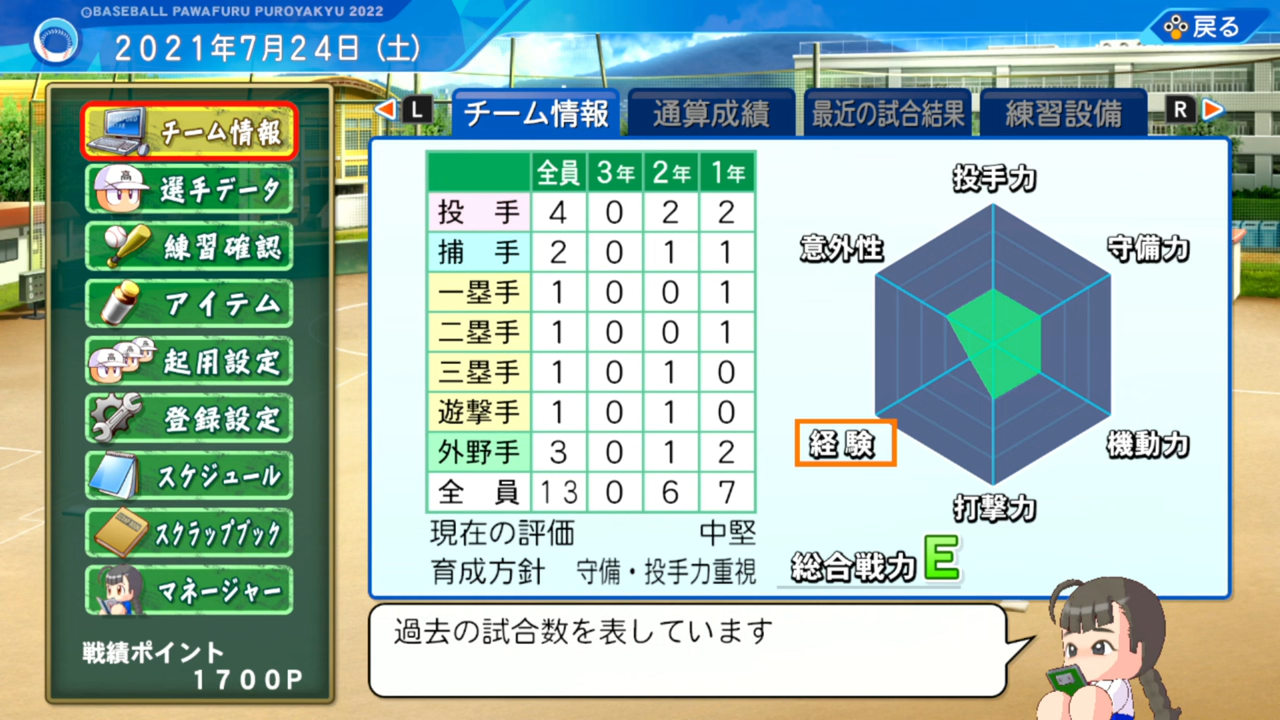 ©BASEBALL PAWAFURU PUROYAKYU 2022
2021年7月24日（土）
戻る
L
チーム情報
通算成績
最近の試合結果
練習設備
R
チーム情報
選手データ
練習確認
アイテム
起用設定
登録設定
スケジュール
スクラップブック
マネージャー
戦績ポイント
1700P
全員 3年 2年 1年
投手 4 0 2 2
捕手 2 0 1 1
一塁手 1 0 0 1
二塁手 1 0 0 1
三塁手 1 0 1 0
遊撃手 1 0 1 0
外野手 3 0 1 2
全員 13 0 6 7
現在の評価 中堅
育成方針 守備・投手力重視
投手力
意外性
守備力
経験
機動力
打撃力
総合戦力 E
過去の試合数を表しています